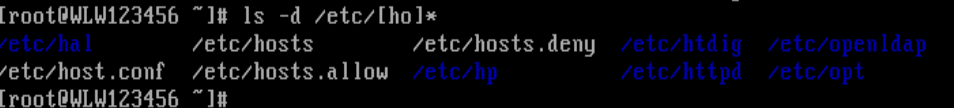 [root@WLW123456 ~]# ls -d /etc/[ho]*
/etc/hal /etc/hosts /etc/hosts.deny /etc/htdig /etc/openldap
/etc/host.conf /etc/hosts.allow /etc/hp /etc/httpd /etc/opt
[root@WLW123456 ~]#